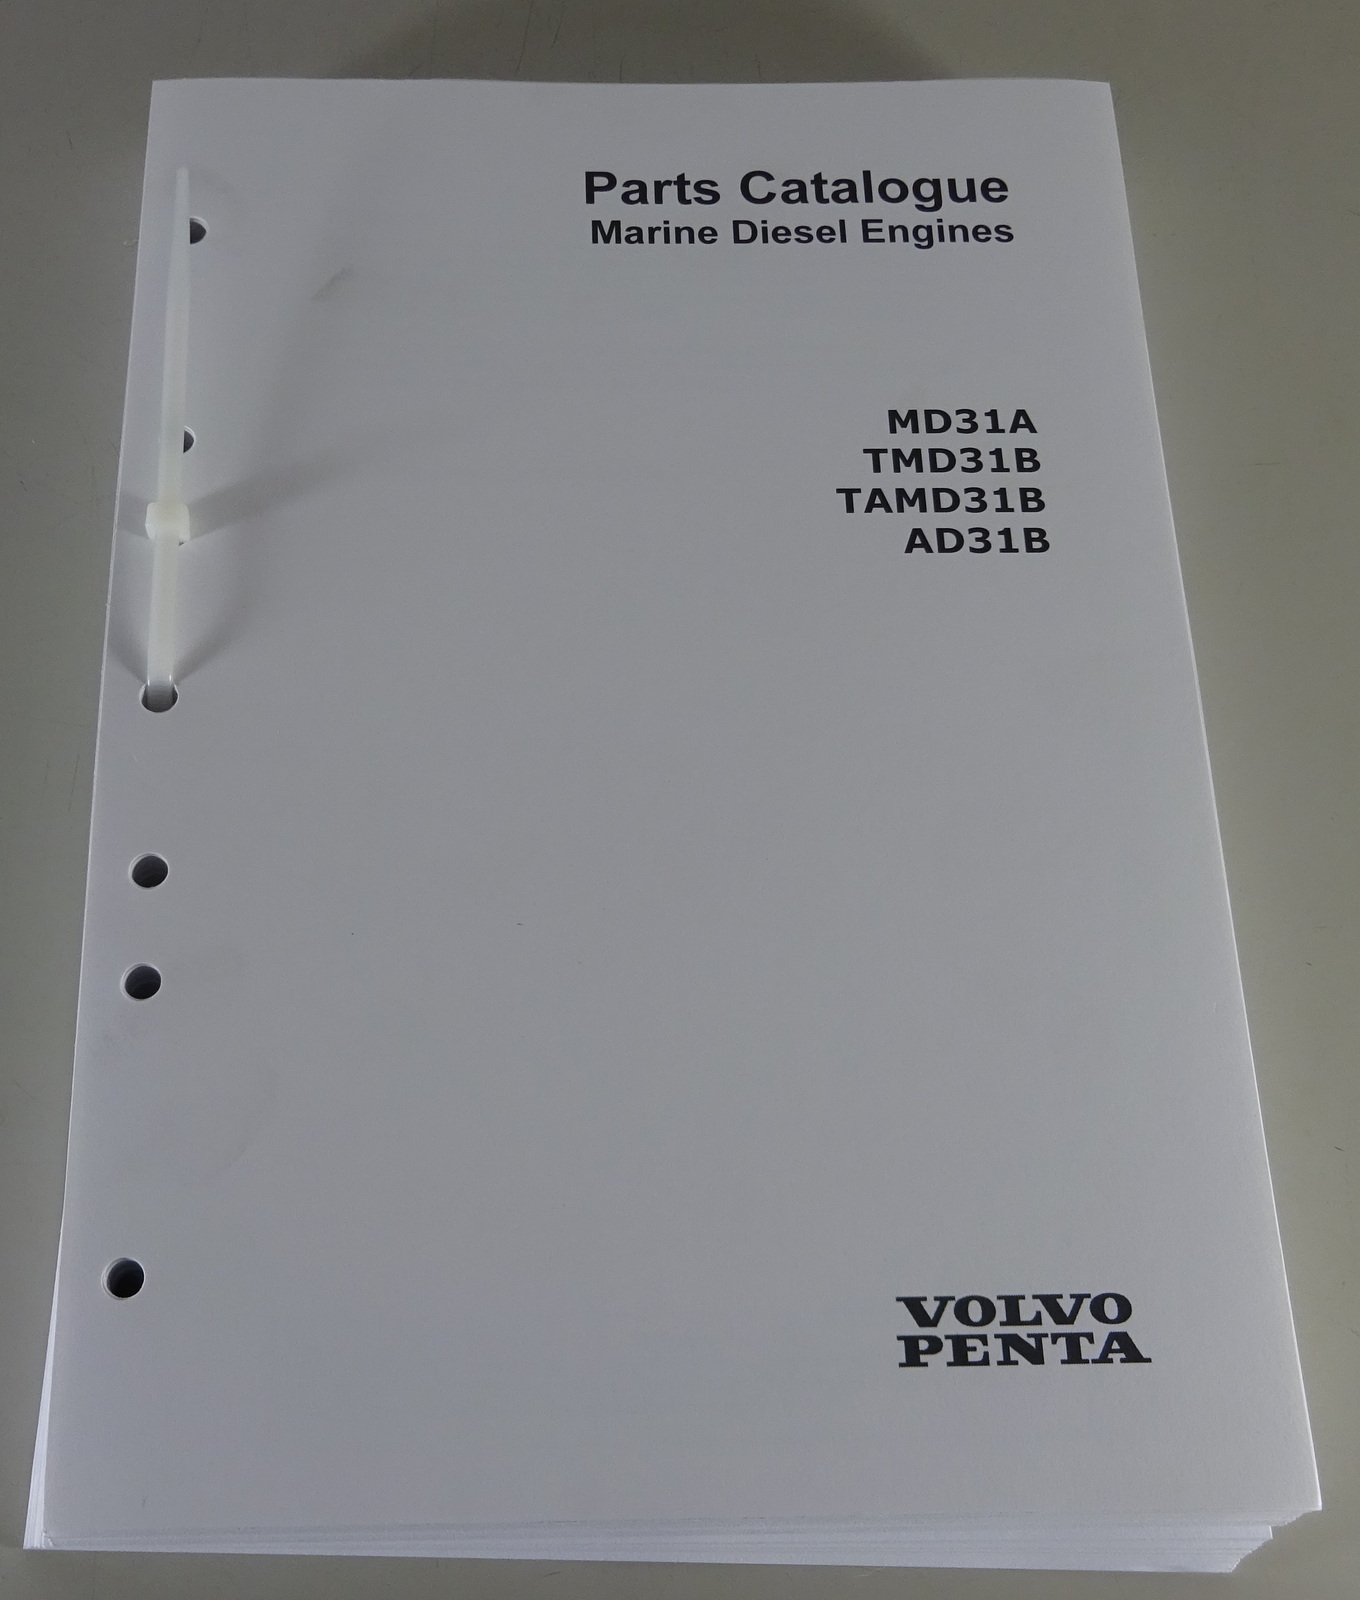 Parts Catalogue
Marine Diesel Engines
MD31A
TMD31B
TAMD31B
AD31B
VOLVO
PENTA